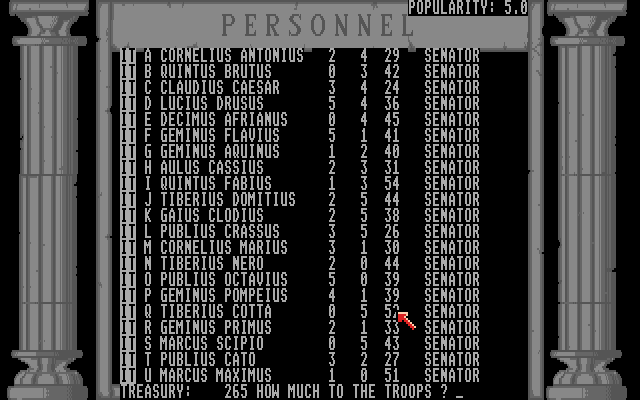 POPULARITY: 5.0
PERSONNEL
II A CORNELIUS ANTONIUS 2 4 29 SENATOR
II B QUINTUS BRUTUS 0 3 42 SENATOR
II C CLAUDIUS CAESAR 3 4 24 SENATOR
II D LUCIUS DRUSUS 5 4 36 SENATOR
II E DECIMUS AFRIANUS 0 4 45 SENATOR
II F GEMINUS FLAVIUS 5 1 41 SENATOR
II G GEMINUS AQUINUS 1 2 40 SENATOR
II H AULUS CASSIUS 2 3 31 SENATOR
II I QUINTUS FABIUS 1 3 54 SENATOR
II J TIBERIUS DOMITIUS 2 5 44 SENATOR
II K GAIUS CLODIUS 2 5 38 SENATOR
II L PUBLIUS CRASSUS 3 5 26 SENATOR
II M CORNELIUS MARIUS 3 1 30 SENATOR
II N TIBERIUS NERO 2 0 44 SENATOR
II O PUBLIUS OCTAVIUS 5 0 39 SENATOR
II P GEMINUS POMPEIUS 4 1 39 SENATOR
II Q TIBERIUS COTTA 0 5 SENATOR
II R GEMINUS PRIMUS 2 1 33 SENATOR
II S MARCUS SCIPIO 0 5 43 SENATOR
II T PUBLIUS CATO 3 2 27 SENATOR
II U MARCUS MAXIMUS 1 0 51 SENATOR
TREASURY: 265 HOW MUCH TO THE TROOPS ? _